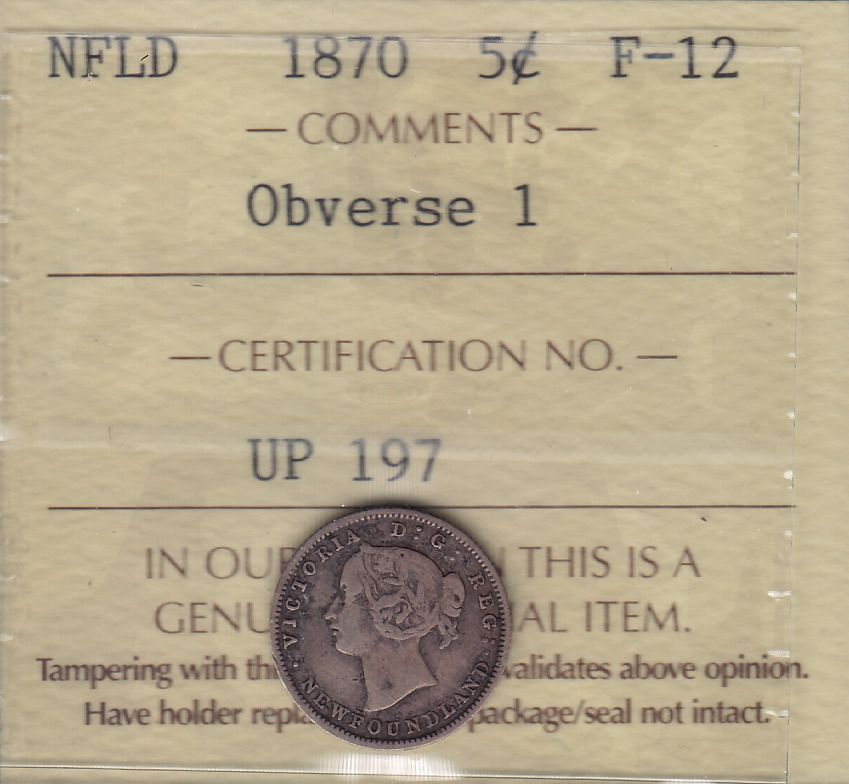 NFLD 1870 5¢ F-12
— COMMENTS —
Obverse 1
— CERTIFICATION NO. —
UP 197
IN OU THIS IS A
GENU AL ITEM.
Tampering with th validates above opinion.
Have holder repla package/seal not intact.
VICTORIA D:G: REG:
NEWFOUNDLAND